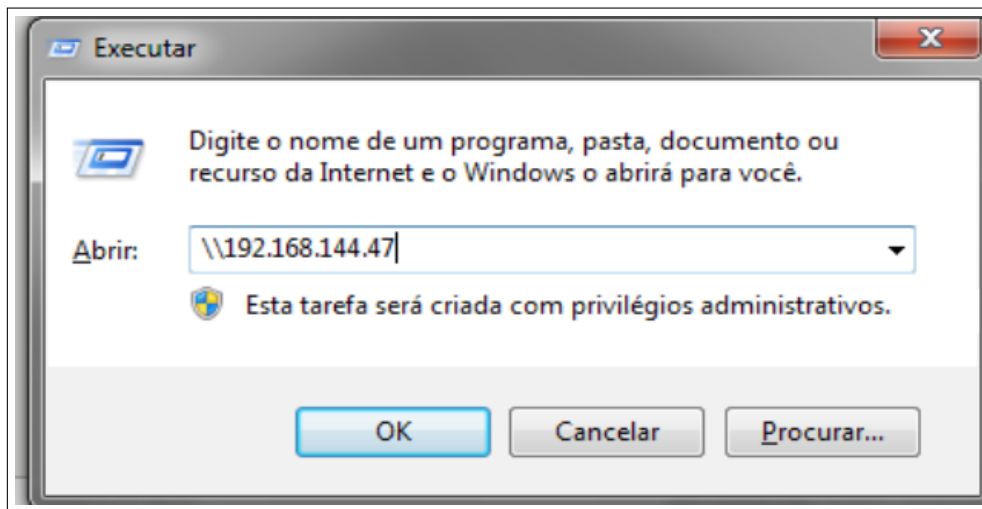 Executar
Digite o nome de um programa, pasta, documento ou
recurso da Internet e o Windows o abrirá para você.
Abrir: \\192.168.144.47
Esta tarefa será criada com privilégios administrativos.
OK Cancelar Procurar...